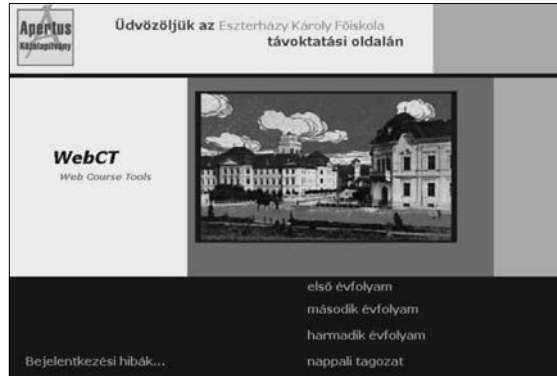 Apertus
Közalapítvány
Üdvözöljük az Eszterházy Károly Főiskola
távoktatási oldalán
WebCT
Web Course Tools
első évfolyam
második évfolyam
harmadik évfolyam
Bejelentkezési hibák...
nappali tagozat